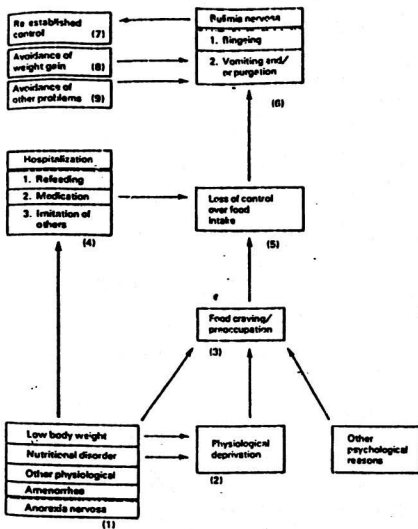 Re established
control (7)
Avoidance of
weight gain (8)
Avoidance of
other problems (9)
Bulimia nervosa
1. Bingeing
2. Vomiting and/
or purgation
(6)
Hospitalization
1. Refeeding
2. Medication
3. Imitation of
others
(4)
Loss of control
over food
intake
(5)
Food craving/
preoccupation
(3)
Low body weight
Nutritional disorder
Other physiological
Amenorrhea
Anorexia nervosa
(1)
Physiological
deprivation
(2)
Other
psychological
reasons